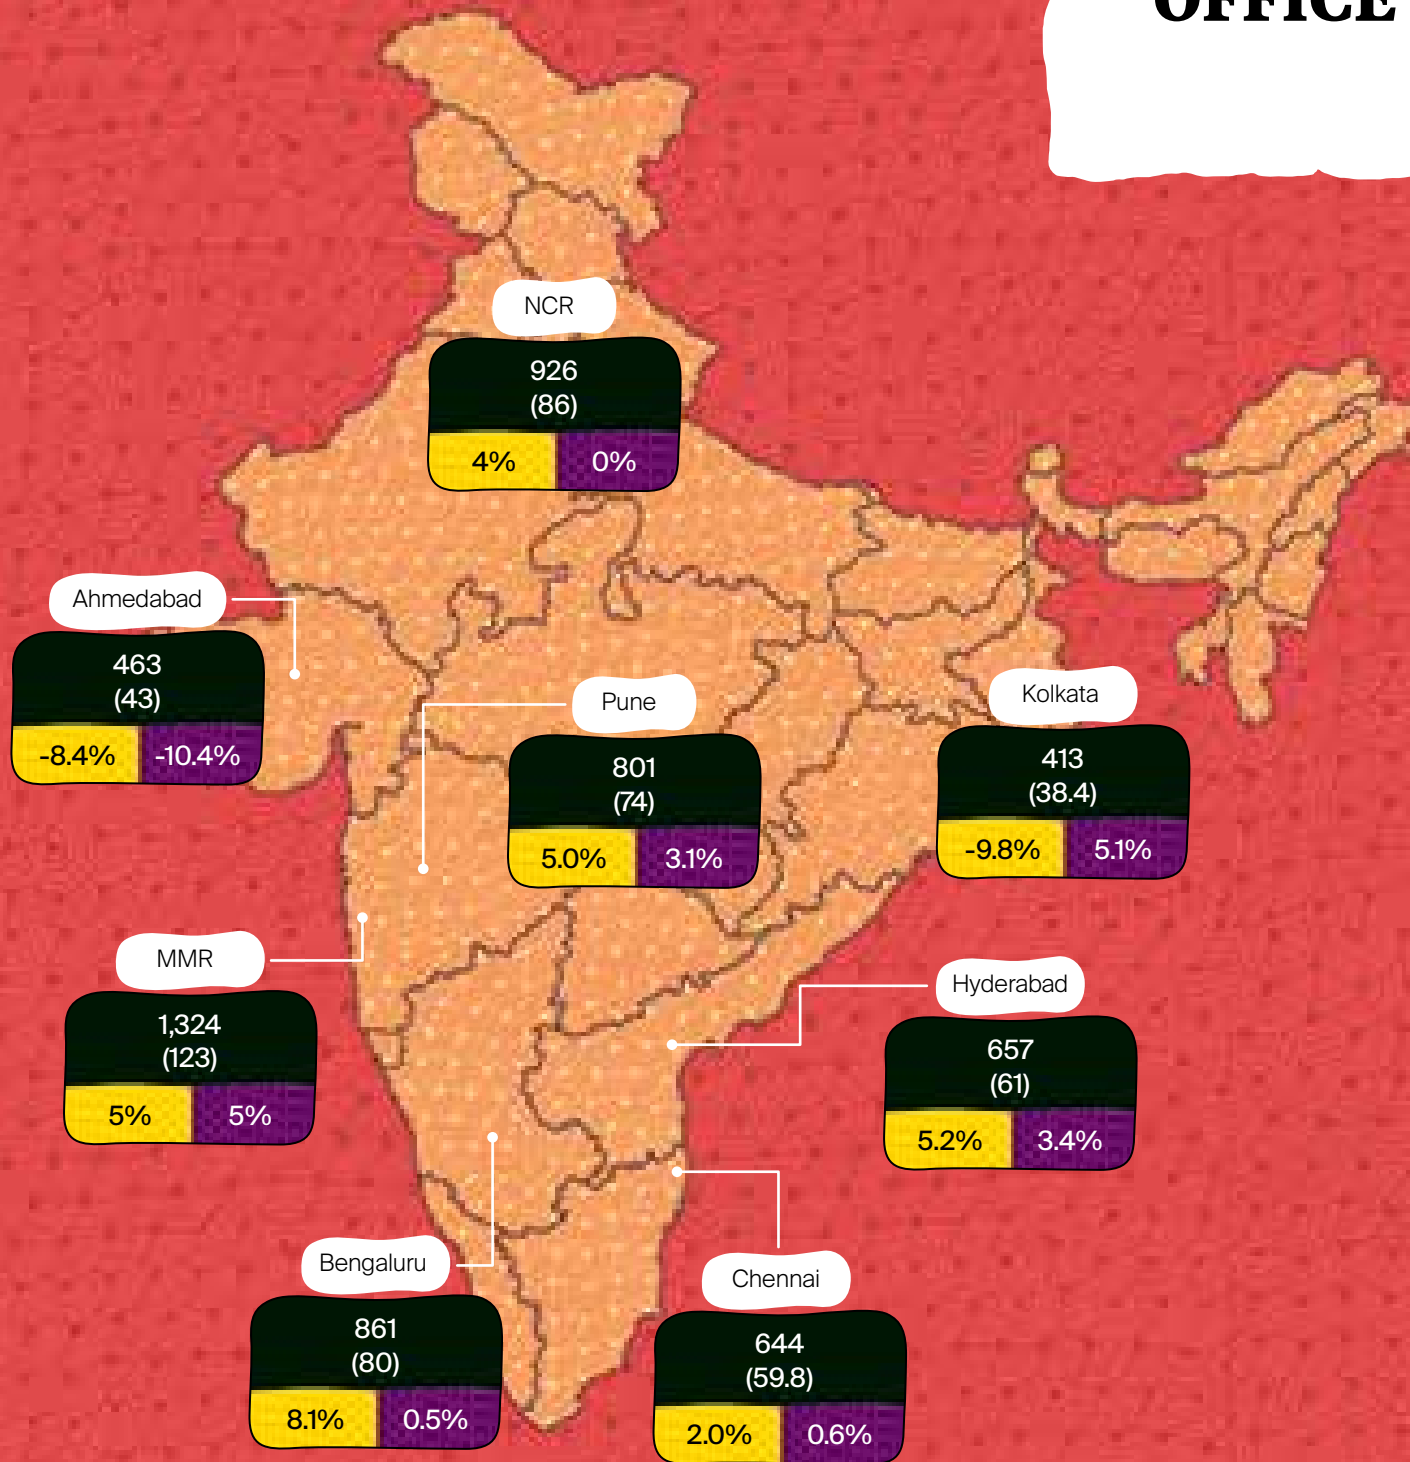 OFFICE
NCR
926
(86)
4% 0%
Ahmedabad
463
(43)
-8.4% -10.4%
Pune
801
(74)
5.0% 3.1%
Kolkata
413
(38.4)
-9.8% 5.1%
MMR
1,324
(123)
5% 5%
Hyderabad
657
(61)
5.2% 3.4%
Bengaluru
861
(80)
8.1% 0.5%
Chennai
644
(59.8)
2.0% 0.6%